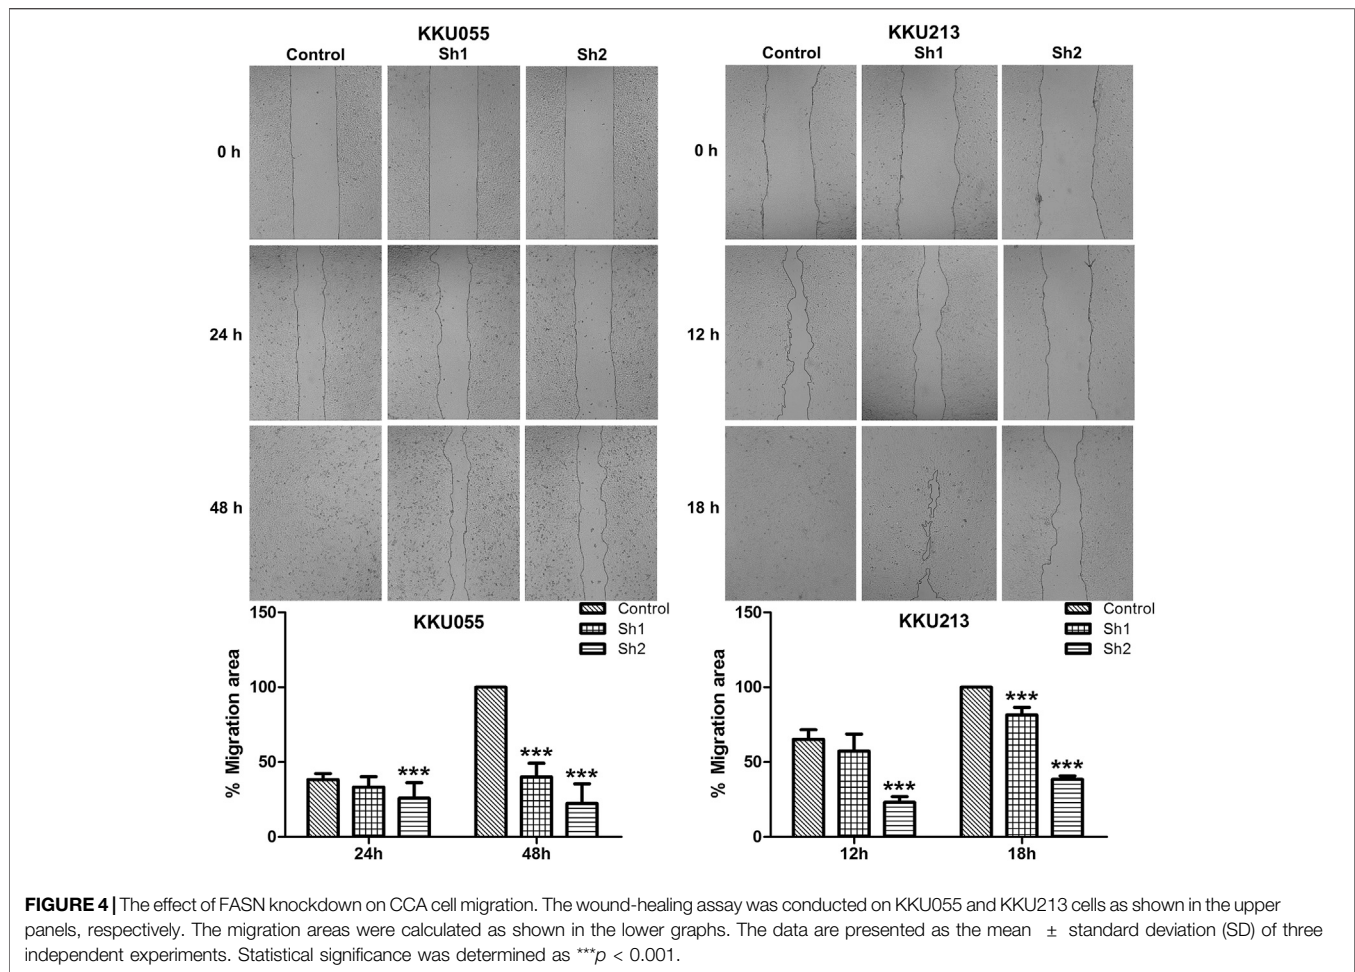 KKU055
Control Sh1 Sh2
0 h
24 h
48 h
KKU213
Control Sh1 Sh2
0 h
12 h
18 h
KKU055
% Migration area
150
100
50
0
24h 48h
Control
Sh1
Sh2
***
***
***
KKU213
% Migration area
150
100
50
0
12h 18h
Control
Sh1
Sh2
***
***
***
FIGURE 4 | The effect of FASN knockdown on CCA cell migration. The wound-healing assay was conducted on KKU055 and KKU213 cells as shown in the upper
panels, respectively. The migration areas were calculated as shown in the lower graphs. The data are presented as the mean ± standard deviation (SD) of three
independent experiments. Statistical significance was determined as ***p < 0.001.